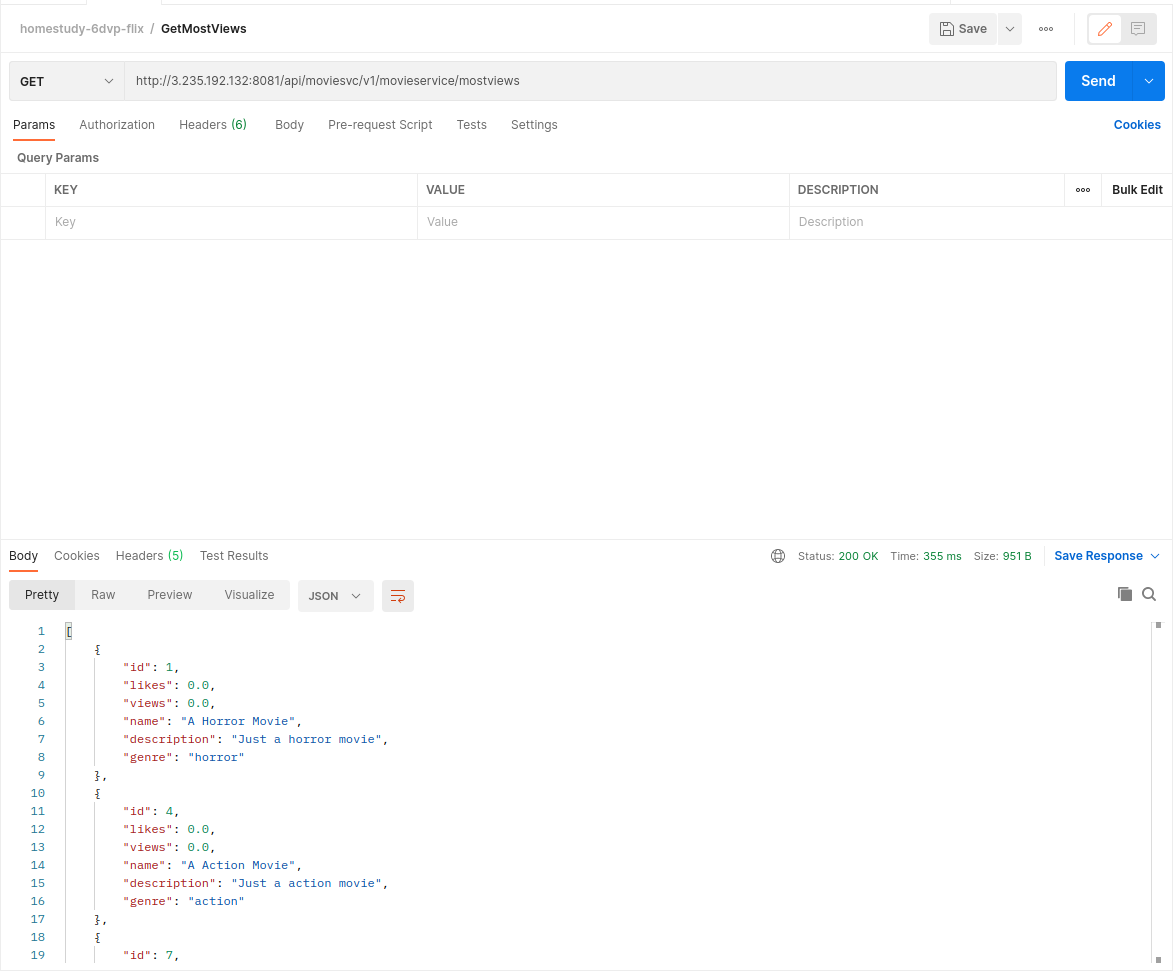 homestudy-6dvp-flix / GetMostViews
Save
GET
http://3.235.192.132:8081/api/moviesvc/v1/movieservice/mostviews
Send
Params Authorization Headers (6) Body Pre-request Script Tests Settings Cookies
Query Params
KEY VALUE DESCRIPTION Bulk Edit
Key Value Description
Body Cookies Headers (5) Test Results Status: 200 OK Time: 355 ms Size: 951 B Save Response
Pretty Raw Preview Visualize JSON
1 [
2 {
3 "id": 1,
4 "likes": 0.0,
5 "views": 0.0,
6 "name": "A Horror Movie",
7 "description": "Just a horror movie",
8 "genre": "horror"
9 },
10 {
11 "id": 4,
12 "likes": 0.0,
13 "views": 0.0,
14 "name": "A Action Movie",
15 "description": "Just a action movie",
16 "genre": "action"
17 },
18 {
19 "id": 7,